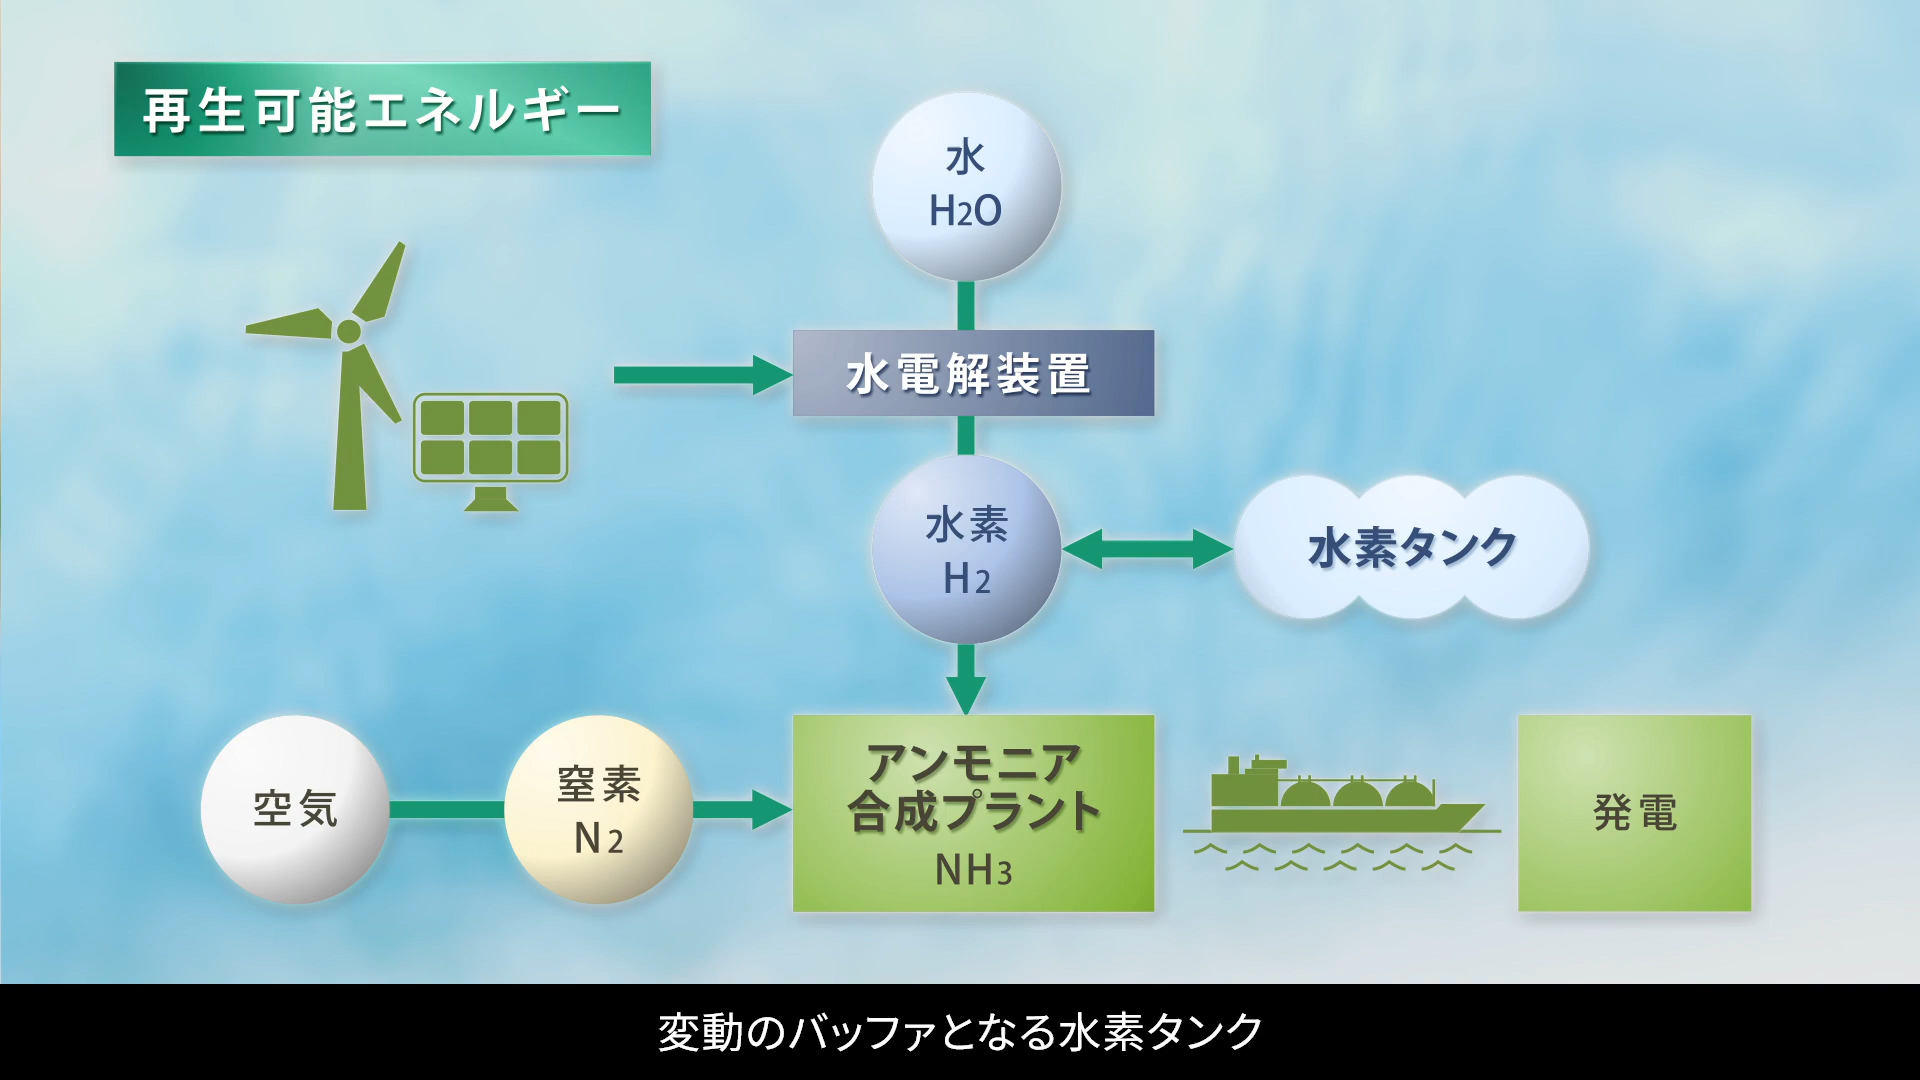 再生可能エネルギー
水
H2O
水電解装置
水素
H2
水素タンク
空気
窒素
N2
アンモニア
合成プラント
NH3
発電
変動のバッファとなる水素タンク